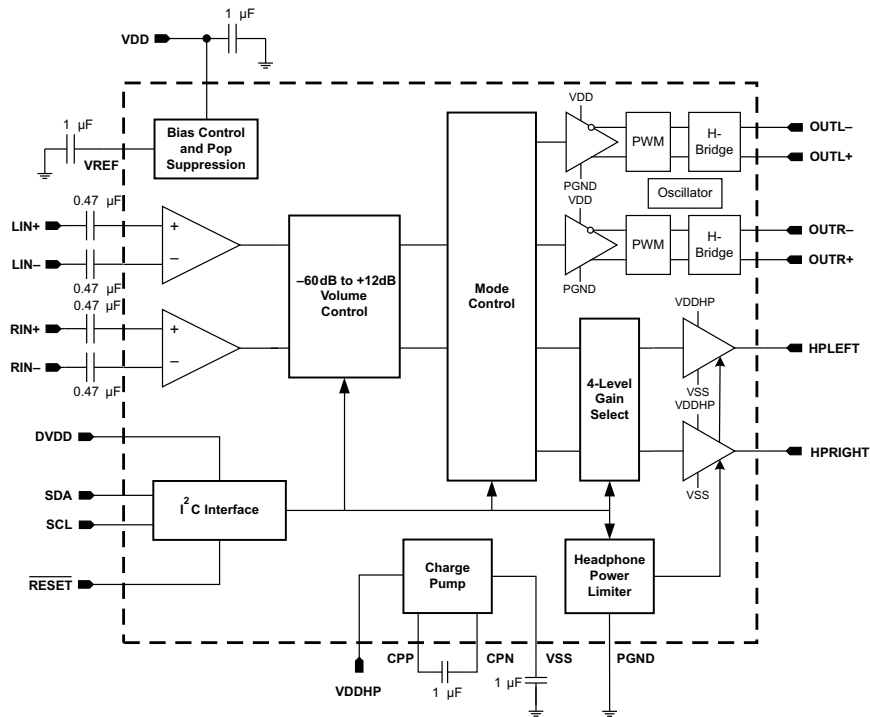 1 µF
VDD
1 µF
VREF
Bias Control
and Pop
Suppression
VDD
PWM
H-
Bridge
OUTL–
OUTL+
PGND
Oscillator
0.47 µF
LIN+
LIN–
0.47 µF
+
–
–60dB to +12dB
Volume
Control
Mode
Control
VDD
PWM
H-
Bridge
OUTR–
OUTR+
PGND
0.47 µF
RIN+
RIN–
0.47 µF
+
–
4-Level
Gain
Select
VDDHP
HPLEFT
VSS
VDDHP
HPRIGHT
VSS
DVDD
SDA
SCL
RESET
I2C Interface
Charge
Pump
Headphone
Power
Limiter
CPP
CPN
VSS
PGND
VDDHP
1 µF
1 µF